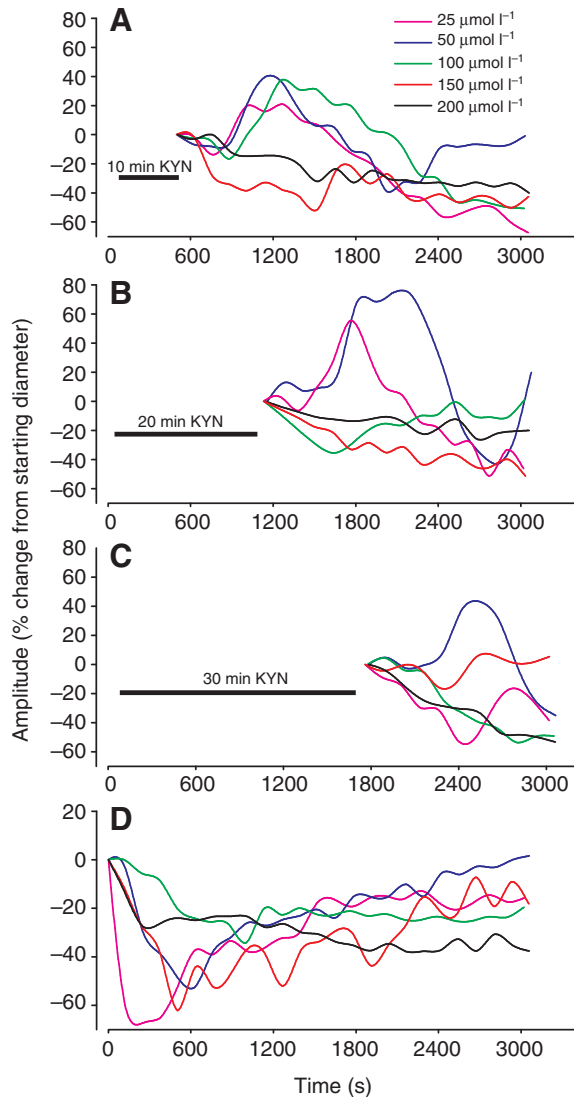 A
80
60
40
20
0
–20
–40
–60
25 μmol l⁻¹
50 μmol l⁻¹
100 μmol l⁻¹
150 μmol l⁻¹
200 μmol l⁻¹
10 min KYN
0 600 1200 1800 2400 3000
B
80
60
40
20
0
–20
–40
–60
20 min KYN
0 600 1200 1800 2400 3000
Amplitude (% change from starting diameter)
C
80
60
40
20
0
–20
–40
–60
30 min KYN
0 600 1200 1800 2400 3000
D
20
0
–20
–40
–60
0 600 1200 1800 2400 3000
Time (s)